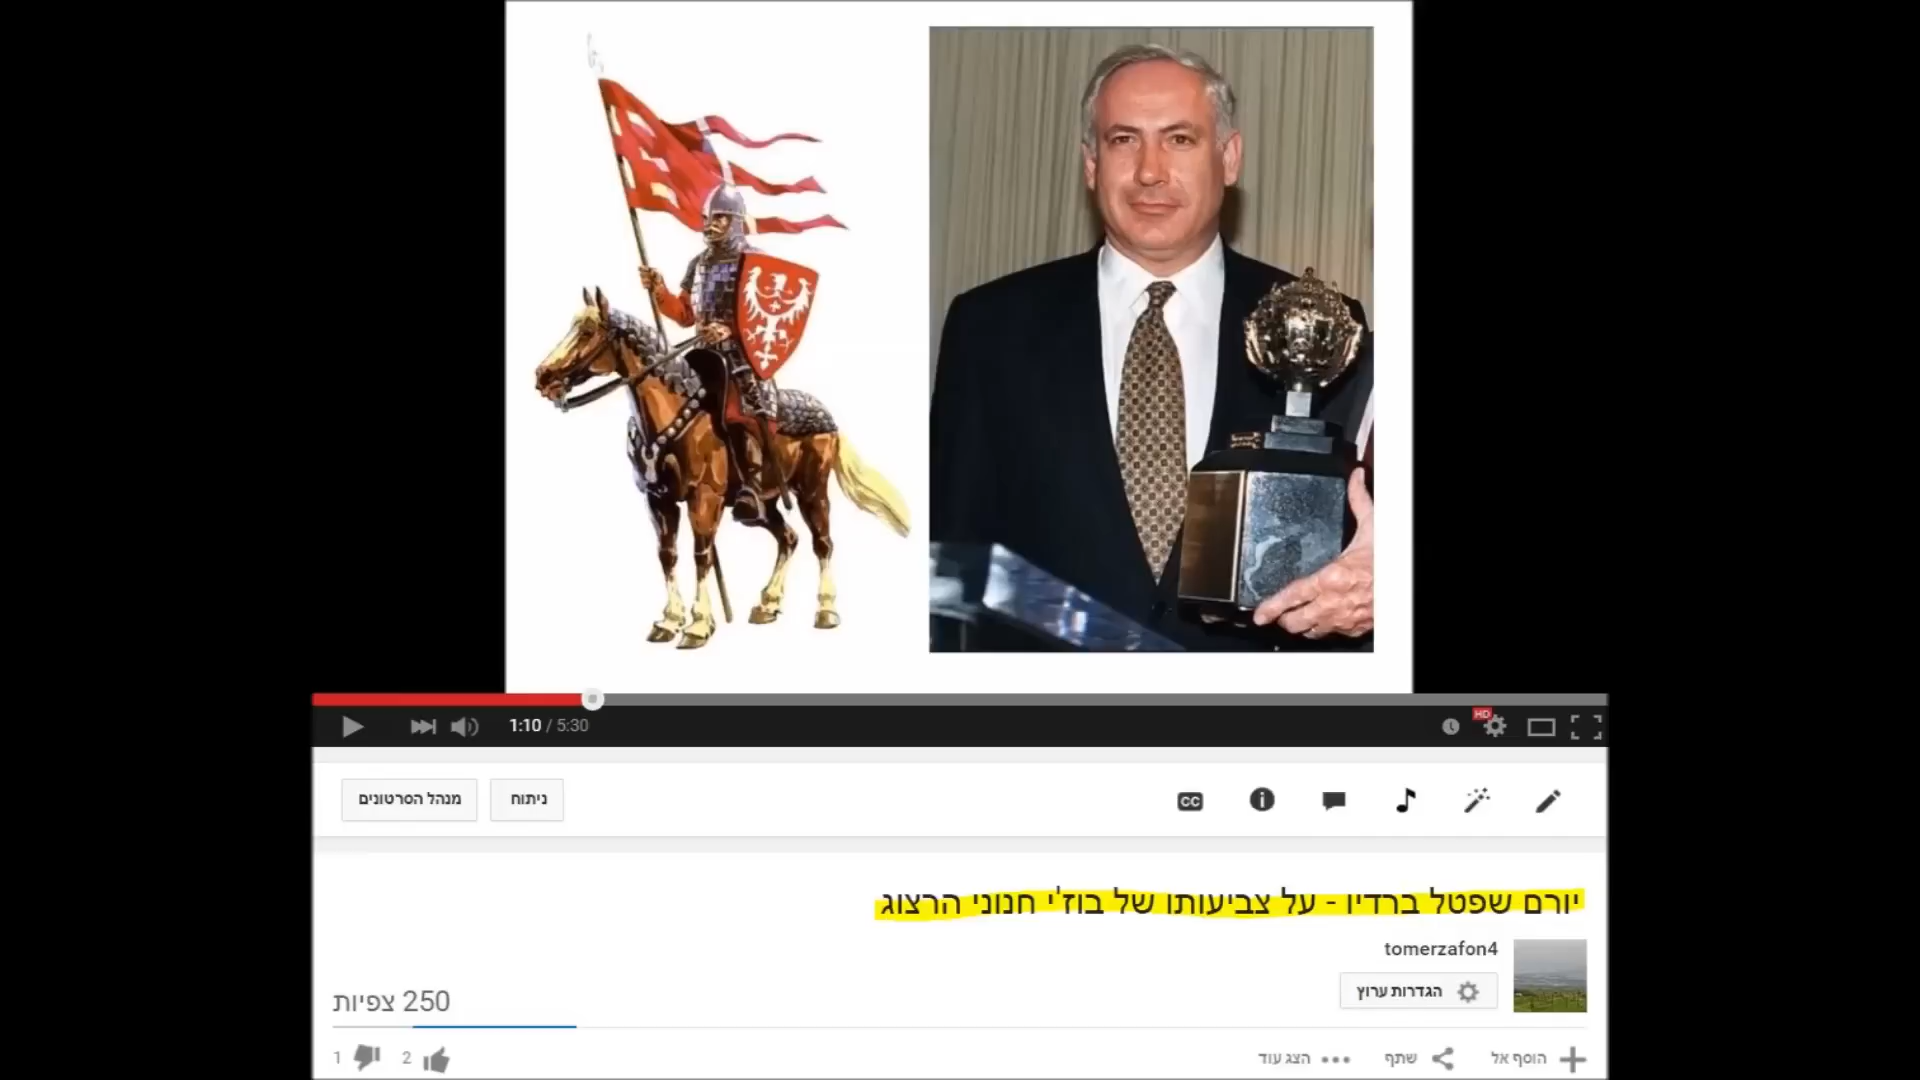 1:10 / 5:30
HD
מנהל הסרטונים
ניתוח
CC
יורם שפטל ברדיו - על צביעותו של בוז'י חנוני הרצוג
tomerzafon4
הגדרות ערוץ
250 צפיות
הוסף אל
שתף
הצג עוד
2
1